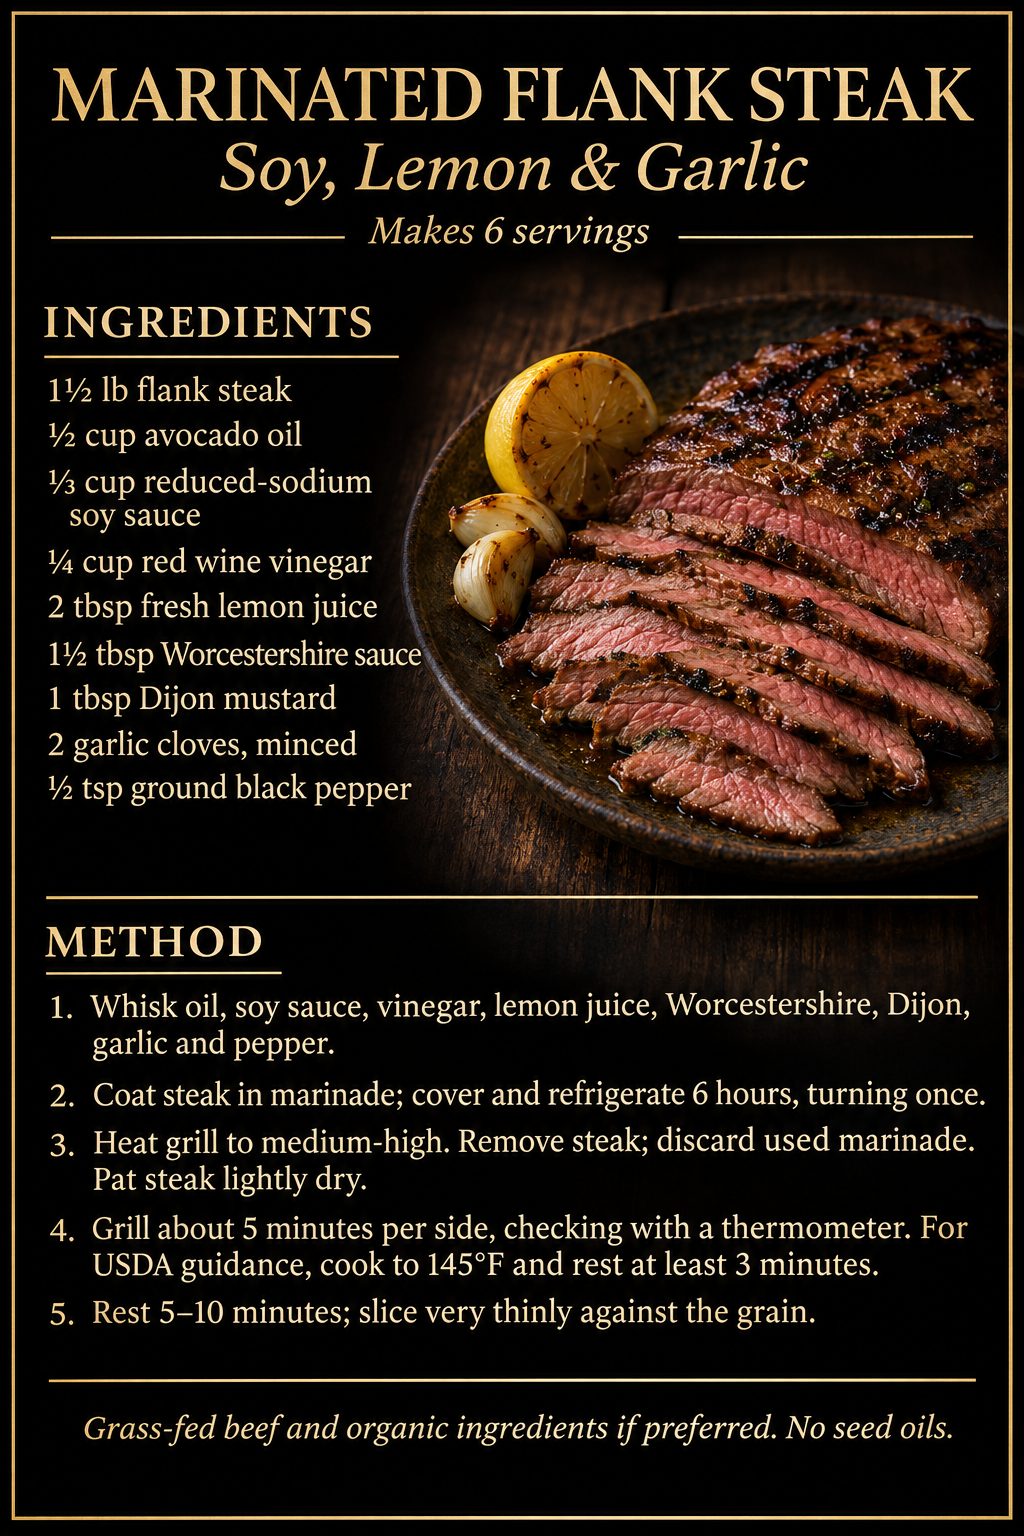 MARINATED FLANK STEAK
Soy, Lemon & Garlic
Makes 6 servings
INGREDIENTS
1½ lb flank steak
½ cup avocado oil
⅓ cup reduced-sodium
soy sauce
¼ cup red wine vinegar
2 tbsp fresh lemon juice
1½ tbsp Worcestershire sauce
1 tbsp Dijon mustard
2 garlic cloves, minced
½ tsp ground black pepper
METHOD
1. Whisk oil, soy sauce, vinegar, lemon juice, Worcestershire, Dijon,
garlic and pepper.
2. Coat steak in marinade; cover and refrigerate 6 hours, turning once.
3. Heat grill to medium-high. Remove steak; discard used marinade.
Pat steak lightly dry.
4. Grill about 5 minutes per side, checking with a thermometer. For
USDA guidance, cook to 145°F and rest at least 3 minutes.
5. Rest 5–10 minutes; slice very thinly against the grain.
Grass-fed beef and organic ingredients if preferred. No seed oils.